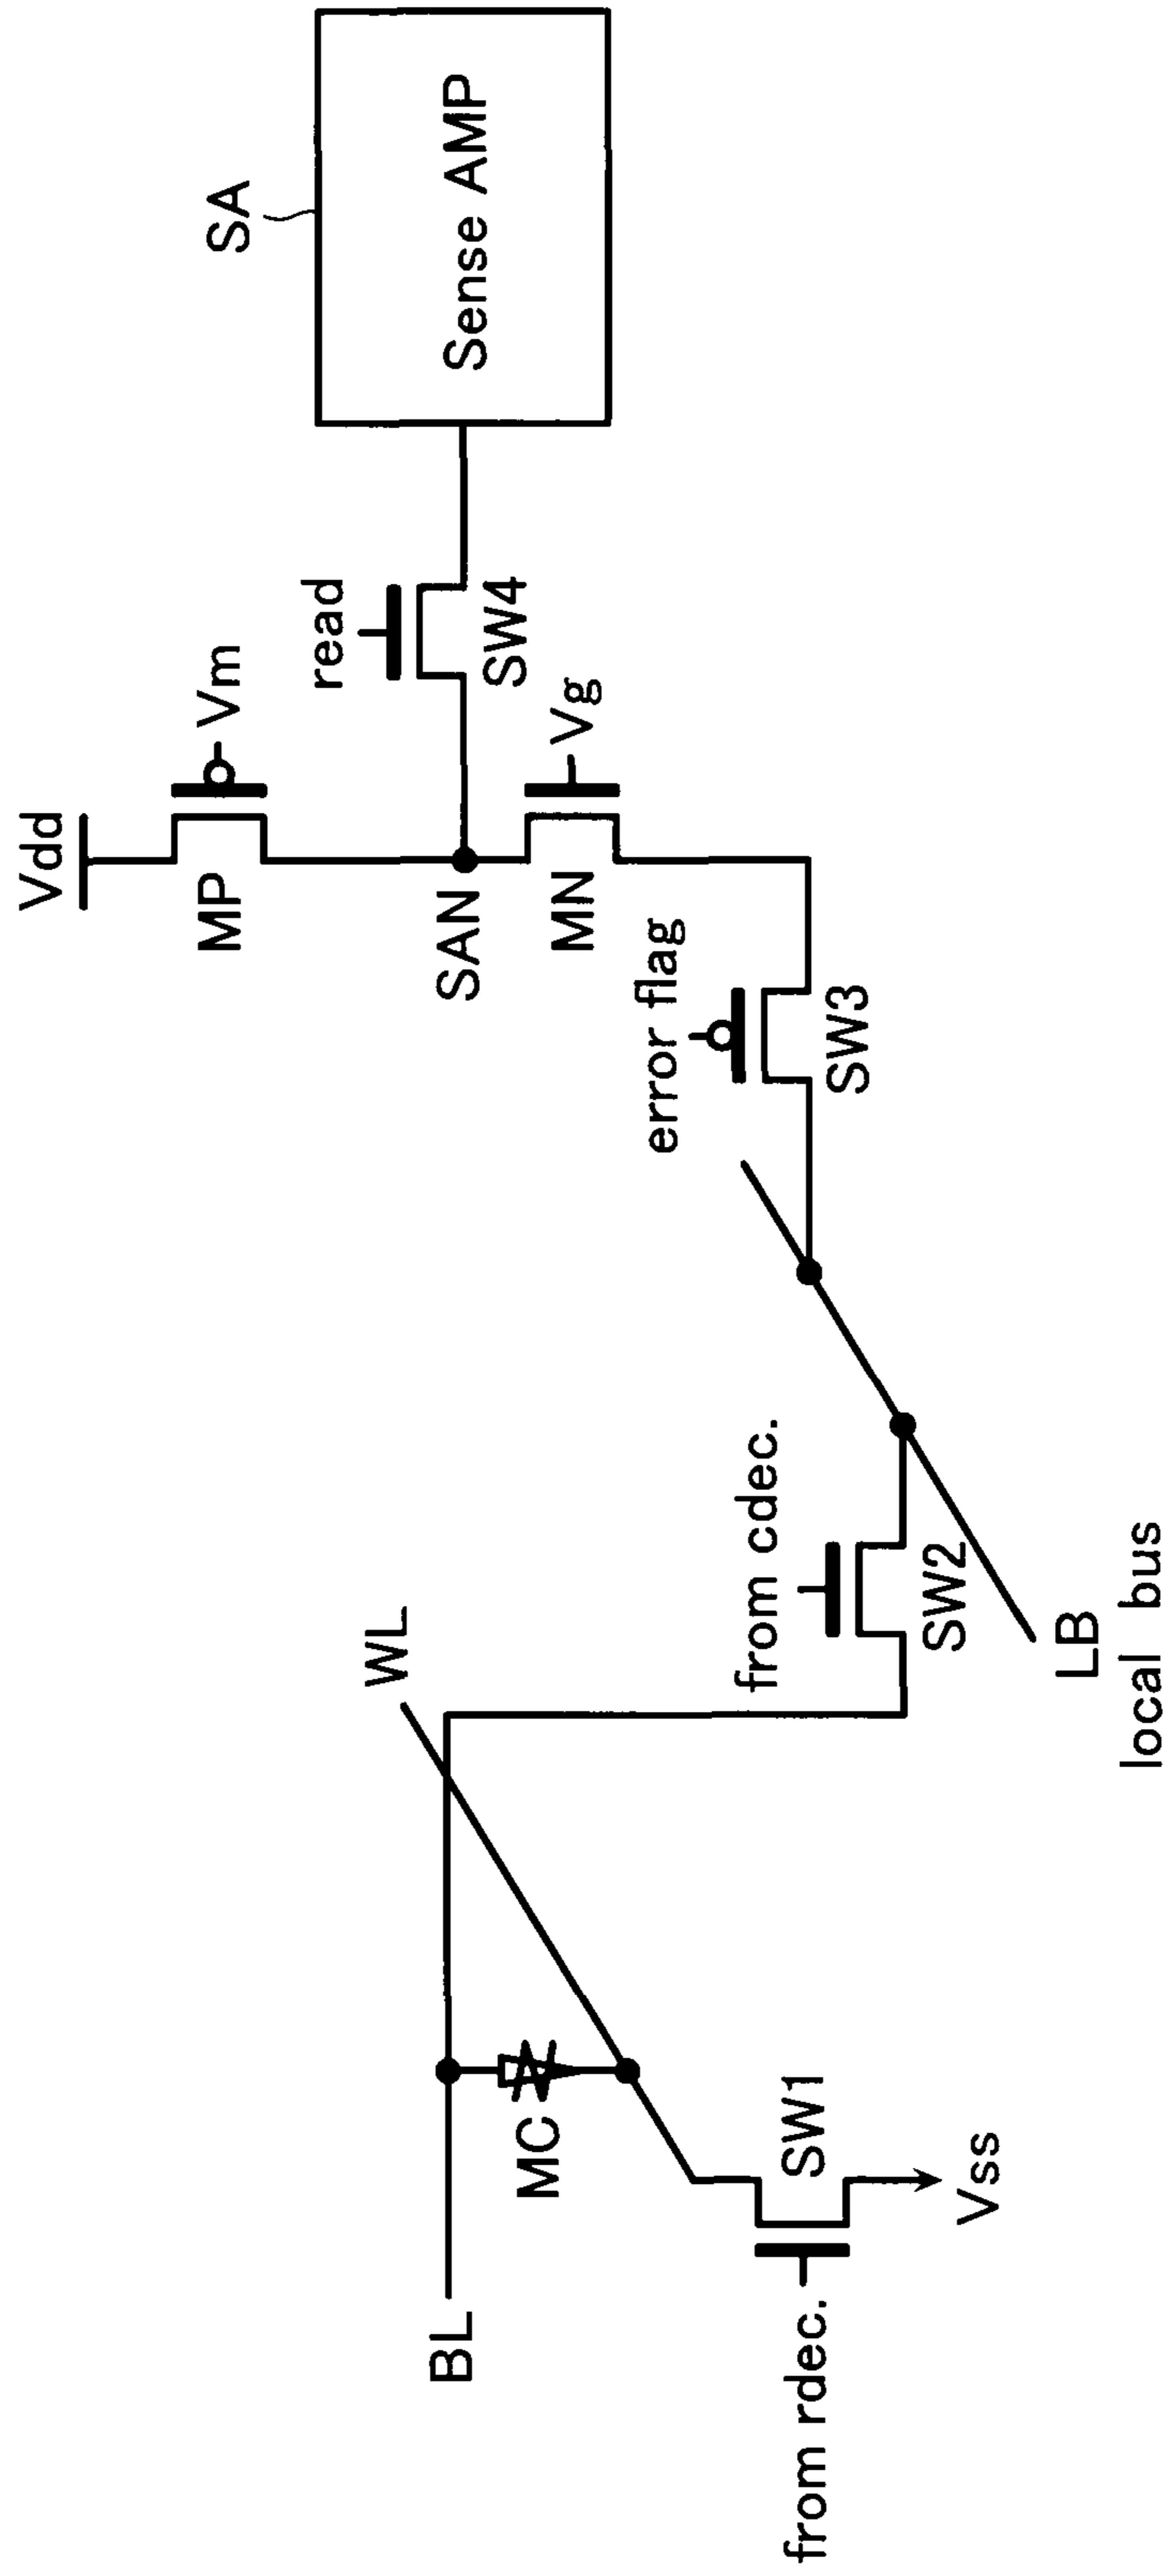 Vdd
MP
Vm
SAN
read
SW4
SA
Sense AMP
MN
Vg
error flag
SW3
WL
from cdec.
SW2
LB
local bus
BL
MC
SW1
from rdec.
Vss